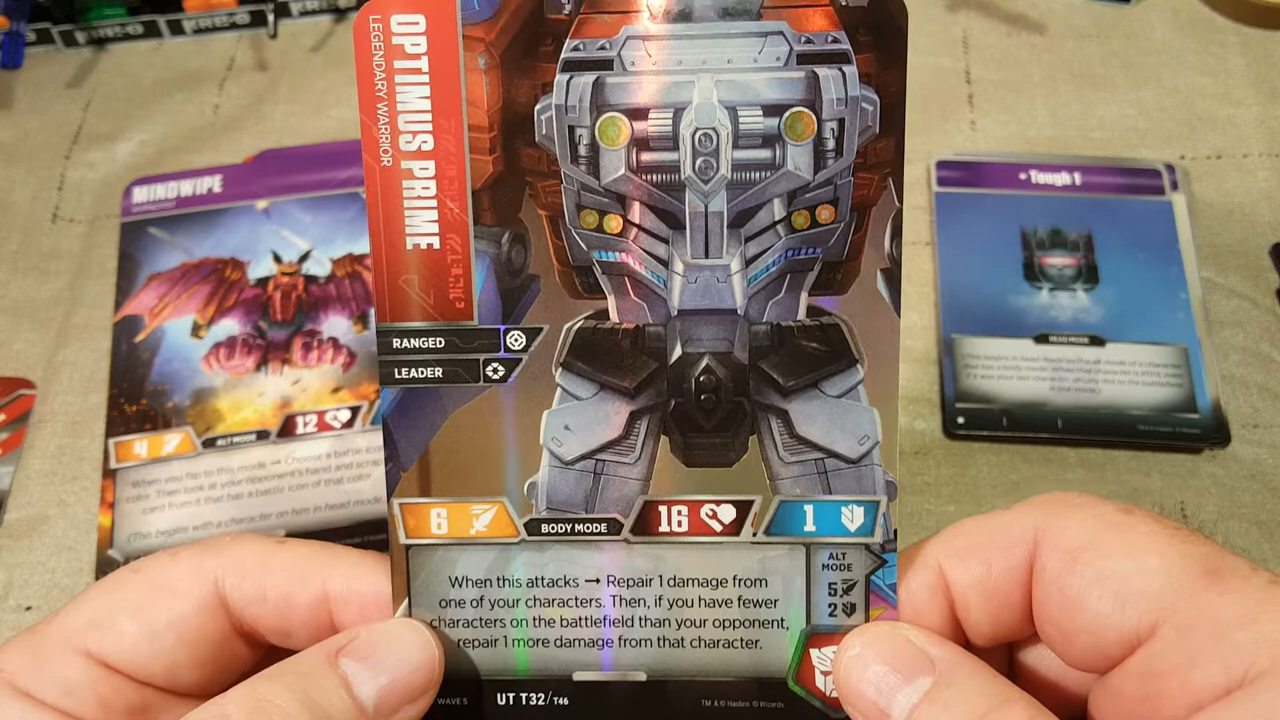 KRE-O
KRE-O
KRE-O
OPTIMUS PRIME
LEGENDARY WARRIOR
RANGED
LEADER
6
BODY MODE
16
1
When this attacks → Repair 1 damage from
one of your characters. Then, if you have fewer
characters on the battlefield than your opponent,
repair 1 more damage from that character.
ALT
MODE
5
2
WAVE 5
UT T32/T46
TM & © Hasbro. © Wizards.
MINDWIPE
4
ALT MODE
12
When you flip to this mode → Choose a battle icon
color. Then look at your opponent's hand and scrap
card from it that has a battle icon of that color.
(This begins with a character on him in head mode
Tough 1
HEAD MODE